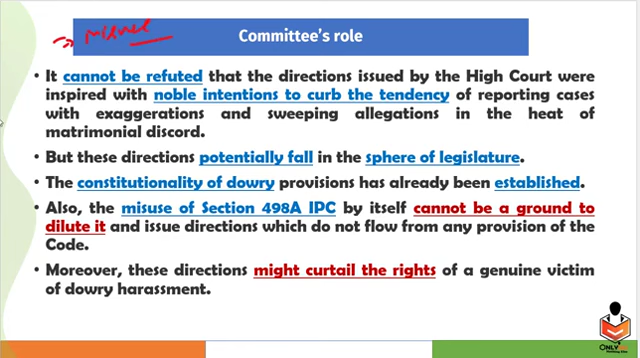 misuse
Committee's role
It cannot be refuted that the directions issued by the High Court were
inspired with noble intentions to curb the tendency of reporting cases
with exaggerations and sweeping allegations in the heat of
matrimonial discord.
But these directions potentially fall in the sphere of legislature.
The constitutionality of dowry provisions has already been established.
Also, the misuse of Section 498A IPC by itself cannot be a ground to
dilute it and issue directions which do not flow from any provision of the
Code.
Moreover, these directions might curtail the rights of a genuine victim
of dowry harassment.